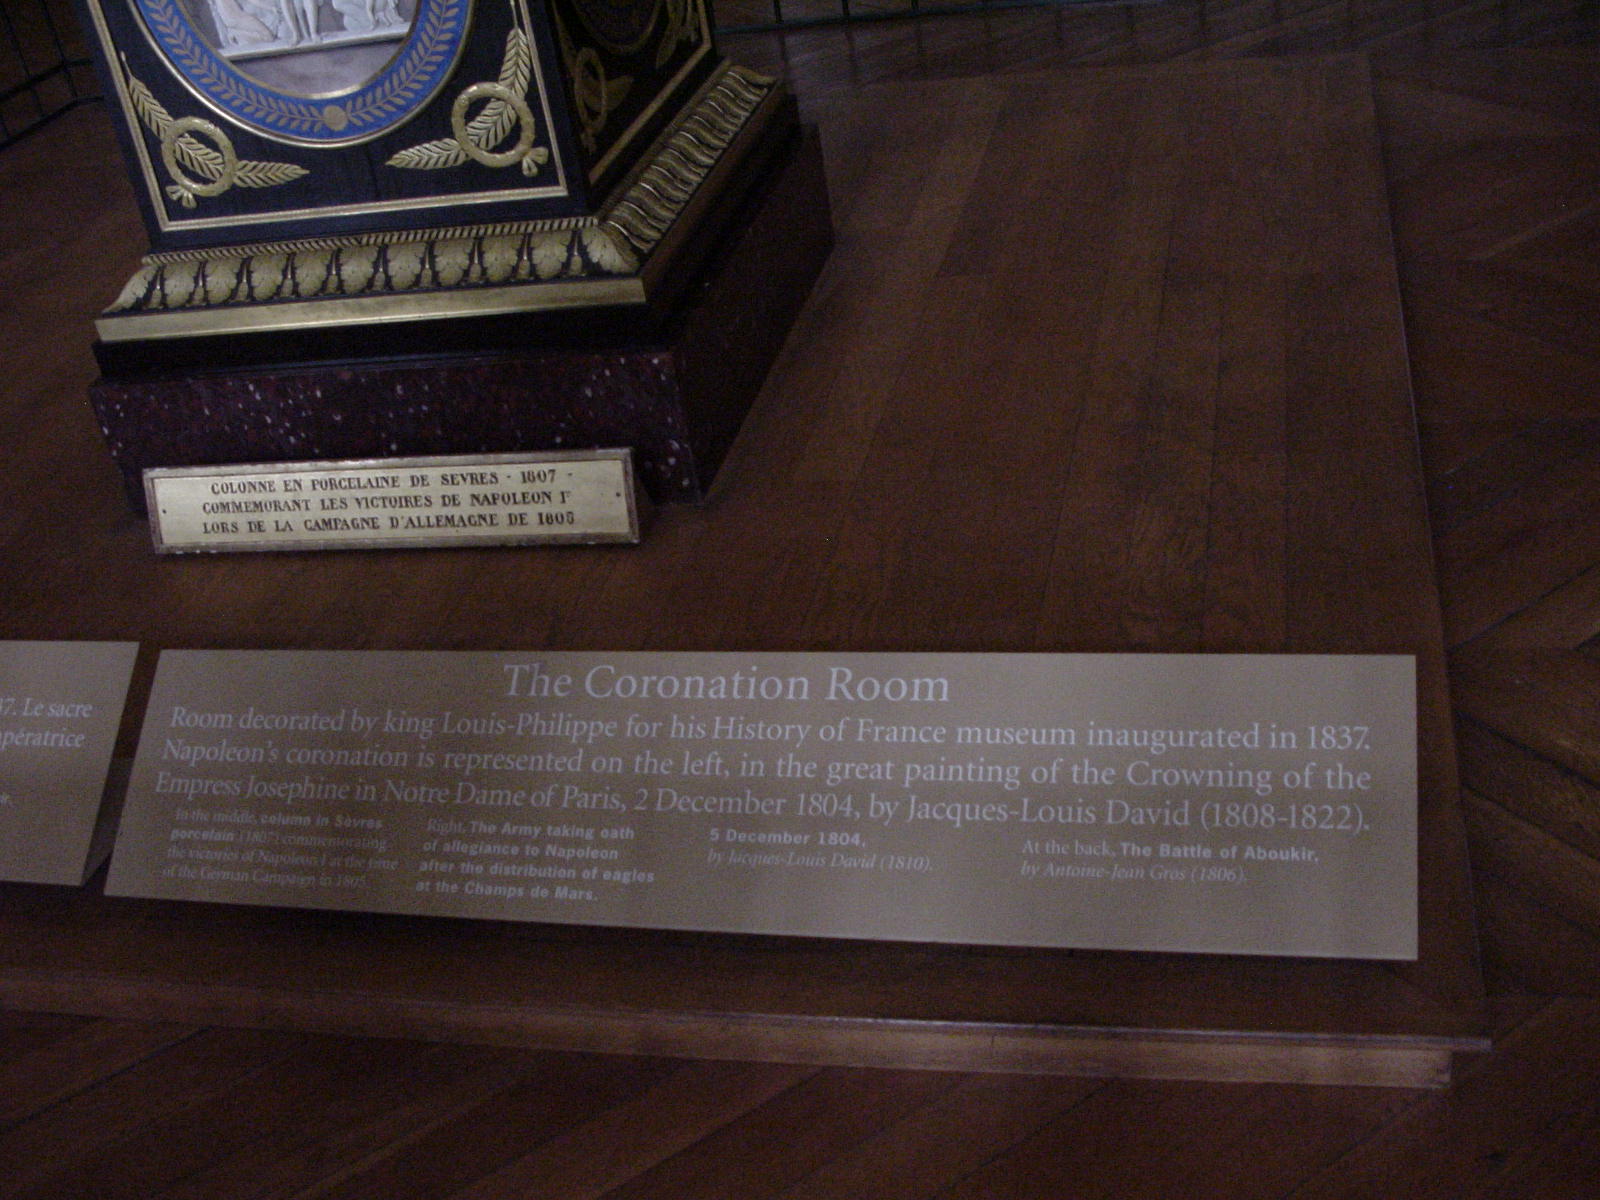 COLONNE EN PORCELAINE DE SEVRES - 1807 -
COMMEMORANT LES VICTOIRES DE NAPOLEON Iᵉʳ
LORS DE LA CAMPAGNE D'ALLEMAGNE DE 1805
37. Le sacre
pératrice
The Coronation Room
Room decorated by king Louis-Philippe for his History of France museum inaugurated in 1837.
Napoleon's coronation is represented on the left, in the great painting of the Crowning of the
Empress Josephine in Notre Dame of Paris, 2 December 1804, by Jacques-Louis David (1808-1822).
In the middle, column in Sèvres
porcelain (1807) commemorating
the victories of Napoleon I at the time
of the German Campaign in 1805.
Right, The Army taking oath
of allegiance to Napoleon
after the distribution of eagles
at the Champs de Mars.
5 December 1804,
by Jacques-Louis David (1810).
At the back, The Battle of Aboukir,
by Antoine-Jean Gros (1806).